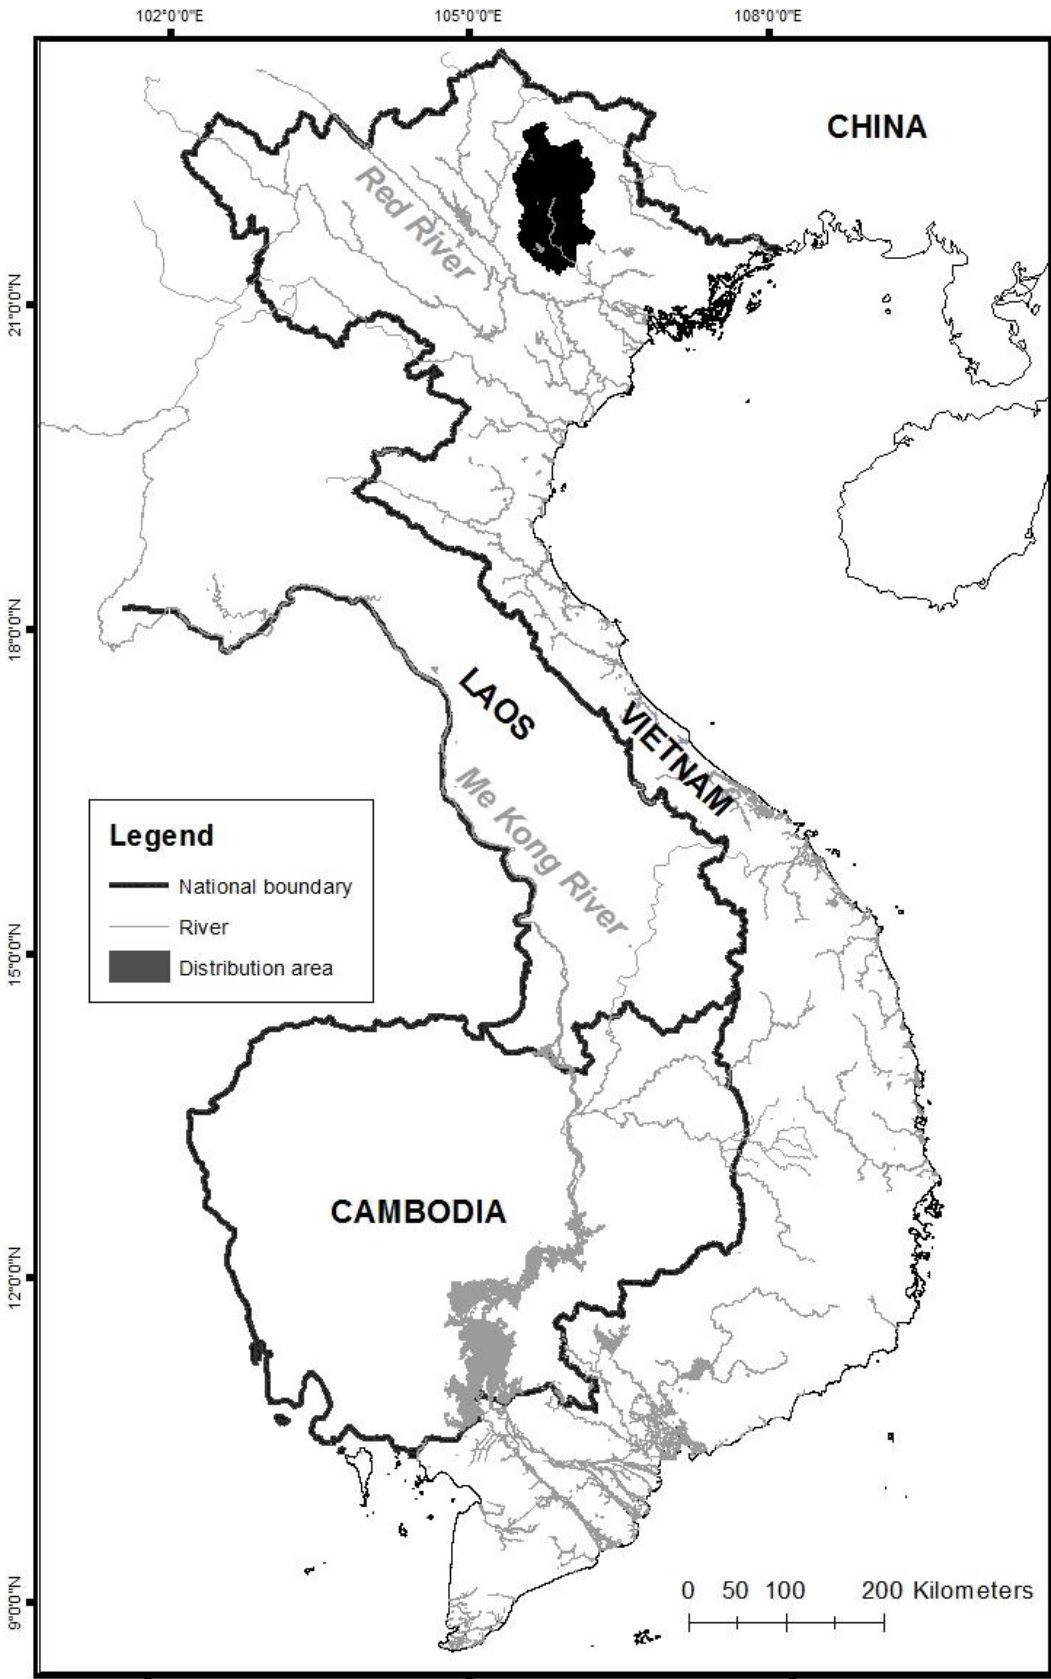 102°0'0"E 105°0'0"E 108°0'0"E
CHINA
Red River
21°0'0"N
18°0'0"N
LAOS
VIETNAM
Me Kong River
Legend
National boundary
River
Distribution area
15°0'0"N
CAMBODIA
12°0'0"N
9°0'0"N
0 50 100 200 Kilometers